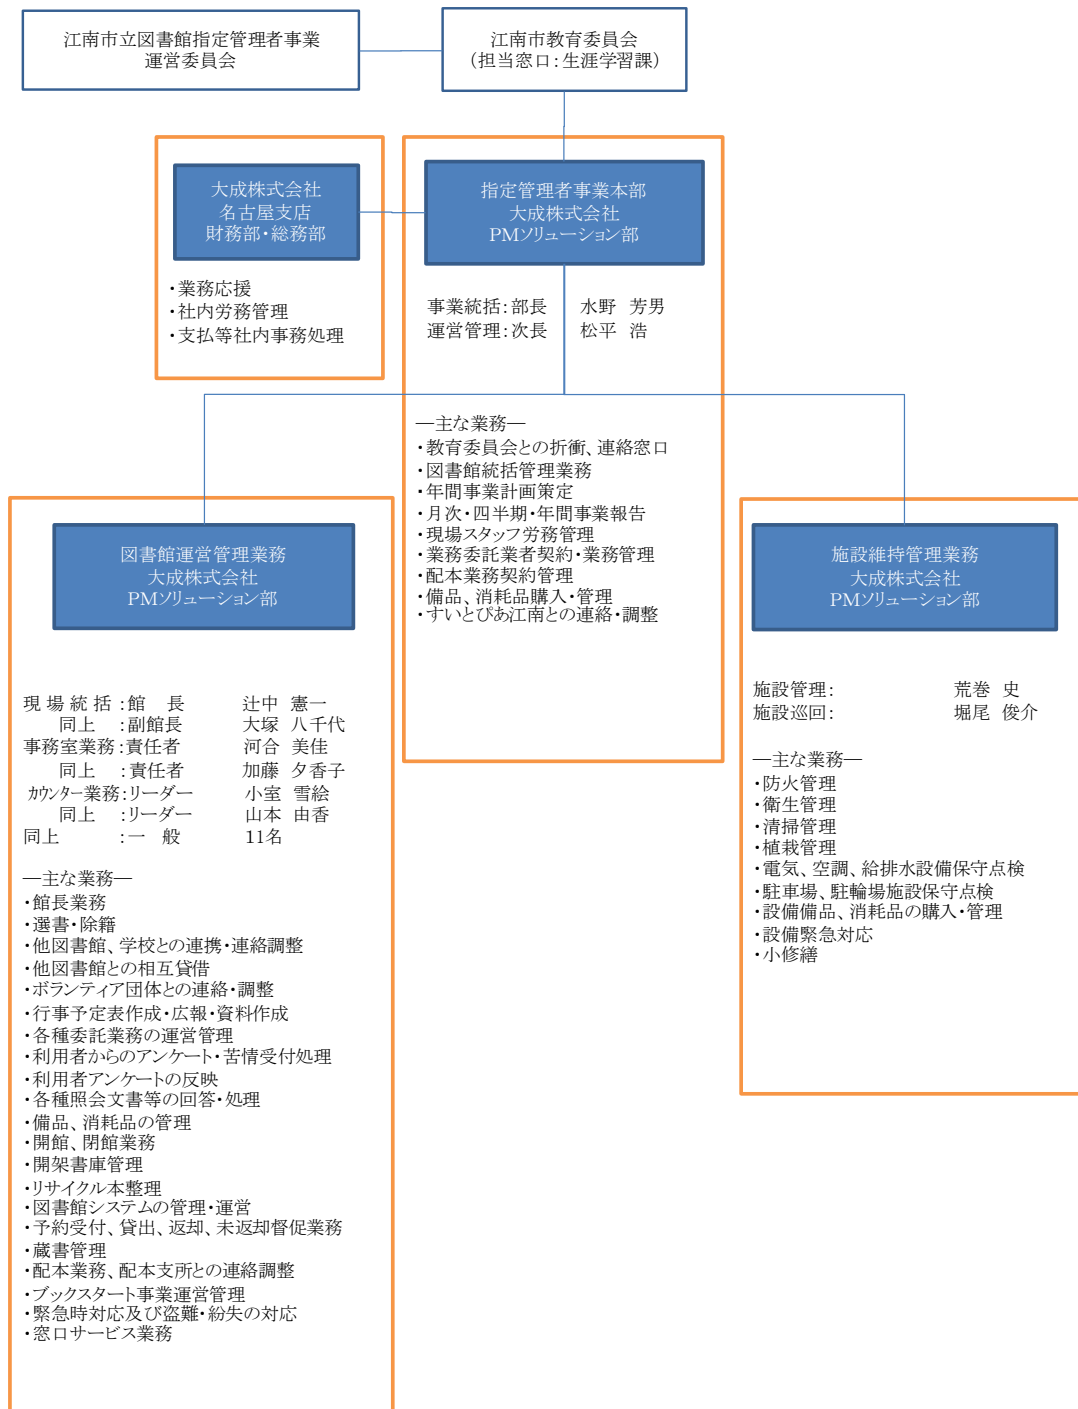 江南市立図書館指定管理者事業
運営委員会
江南市教育委員会
（担当窓口：生涯学習課）
大成株式会社
名古屋支店
財務部・総務部
・業務応援
・社内労務管理
・支払等社内事務処理
指定管理者事業本部
大成株式会社
PMソリューション部
事業統括：部長　水野 芳男
運営管理：次長　松平 浩
―主な業務―
・教育委員会との折衝、連絡窓口
・図書館統括管理業務
・年間事業計画策定
・月次・四半期・年間事業報告
・現場スタッフ労務管理
・業務委託業者契約・業務管理
・配本業務契約管理
・備品、消耗品購入・管理
・すいとぴあ江南との連絡・調整
図書館運営管理業務
大成株式会社
PMソリューション部
現場統括：館　長　辻中 憲一
同上　：副館長　大塚 八千代
事務室業務：責任者　河合 美佳
同上　：責任者　加藤 夕香子
ｶｳﾝﾀｰ業務：リーダー　小室 雪絵
同上　：リーダー　山本 由香
同上　：一　般　11名
―主な業務―
・館長業務
・選書・除籍
・他図書館、学校との連携・連絡調整
・他図書館との相互貸借
・ボランティア団体との連絡・調整
・行事予定表作成・広報・資料作成
・各種委託業務の運営管理
・利用者からのアンケート・苦情受付処理
・利用者アンケートの反映
・各種照会文書等の回答・処理
・備品、消耗品の管理
・開館、閉館業務
・開架書庫管理
・リサイクル本整理
・図書館システムの管理・運営
・予約受付、貸出、返却、未返却督促業務
・蔵書管理
・配本業務、配本支所との連絡調整
・ブックスタート事業運営管理
・緊急時対応及び盗難・紛失の対応
・窓口サービス業務
施設維持管理業務
大成株式会社
PMソリューション部
施設管理：　荒巻 史
施設巡回：　堀尾 俊介
―主な業務―
・防火管理
・衛生管理
・清掃管理
・植栽管理
・電気、空調、給排水設備保守点検
・駐車場、駐輪場施設保守点検
・設備備品、消耗品の購入・管理
・設備緊急対応
・小修繕